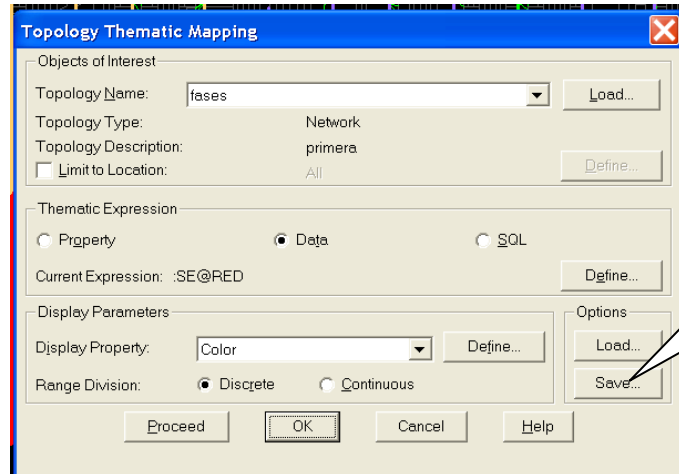 Topology Thematic Mapping
Objects of Interest
Topology Name: fases Load...
Topology Type: Network
Topology Description: primera
Limit to Location: All Define...
Thematic Expression
Property Data SQL
Current Expression: :SE@RED Define...
Display Parameters Options
Display Property: Color Define... Load...
Range Division: Discrete Continuous Save...
Proceed OK Cancel Help